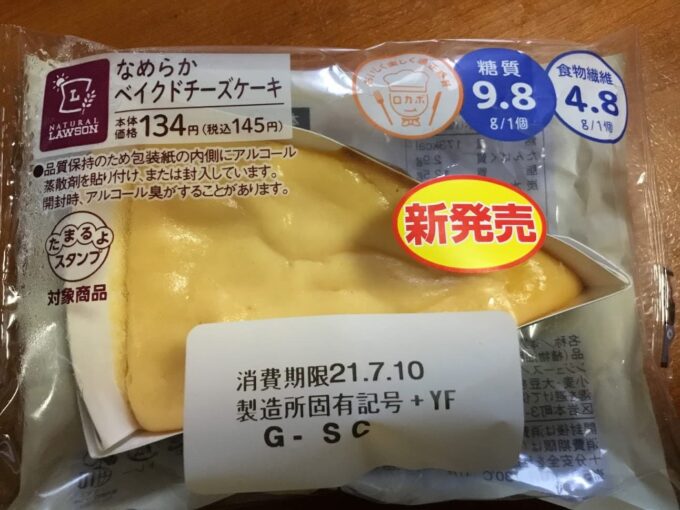 L
NATURAL
LAWSON
なめらか
ベイクドチーズケーキ
本体
価格134円(税込145円)
●品質保持のため包装紙の内側にアルコール
蒸散剤を貼り付け、または封入しています。
開封時、アルコール臭がすることがあります。
たまるよ
スタンプ
対象商品
ロカボ
糖質
9.8
g/1個
食物繊維
4.8
g/1個
173kcal
新発売
消費期限21.7.10
製造所固有記号+YF
G- SC